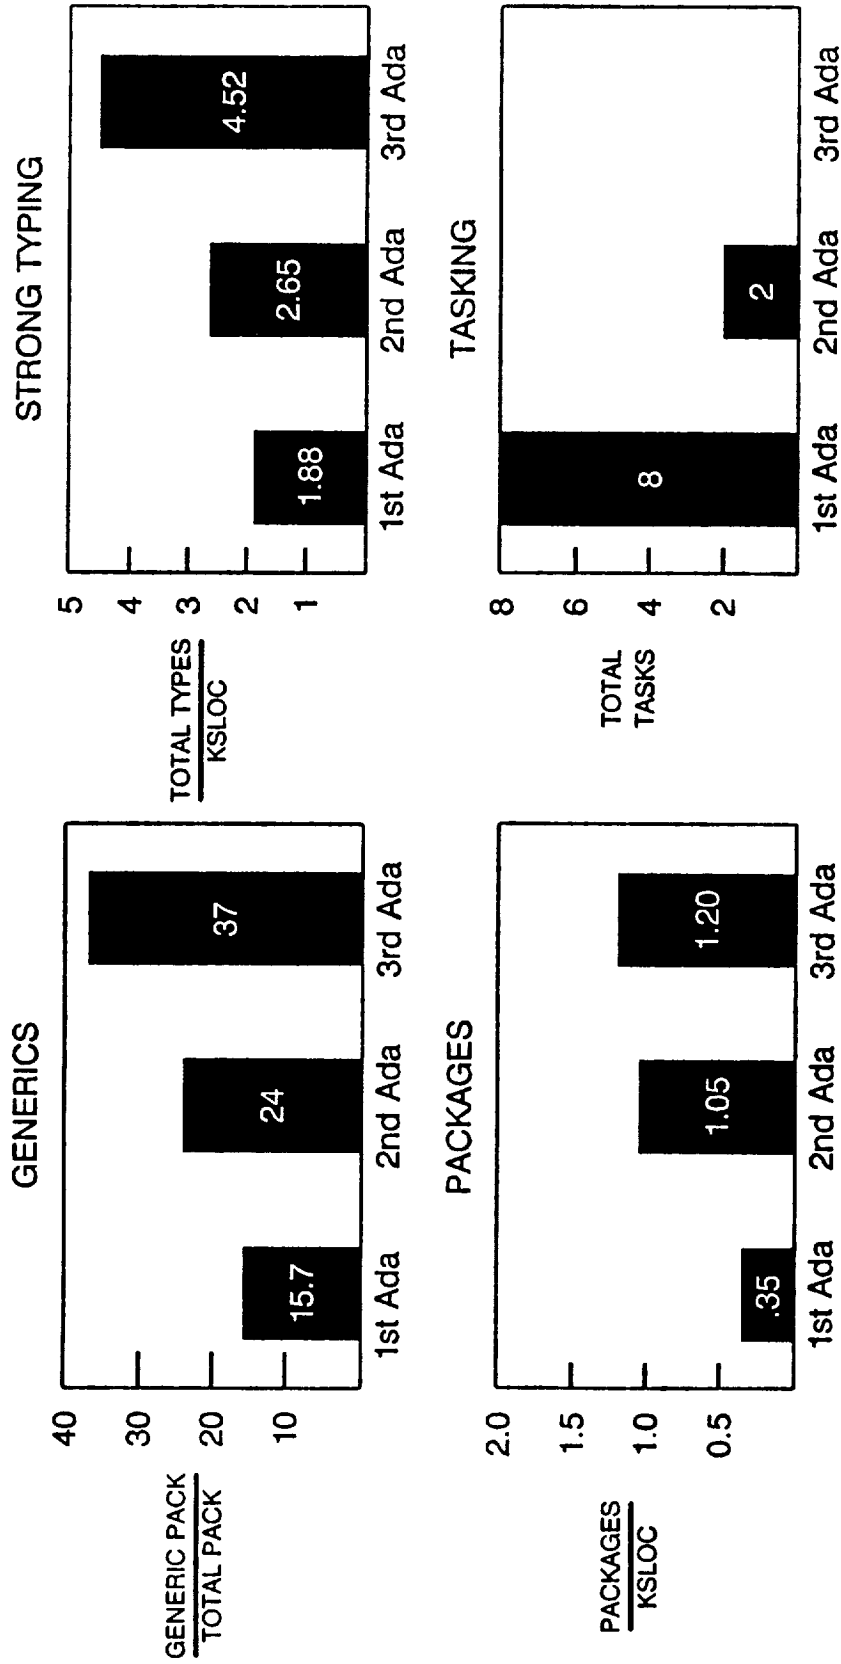 GENERICS
GENERIC PACK
TOTAL PACK
40
30
20
10
15.7
24
37
1st Ada
2nd Ada
3rd Ada
STRONG TYPING
TOTAL TYPES
KSLOC
5
4
3
2
1
1.88
2.65
4.52
1st Ada
2nd Ada
3rd Ada
PACKAGES
PACKAGES
KSLOC
2.0
1.5
1.0
0.5
.35
1.05
1.20
1st Ada
2nd Ada
3rd Ada
TASKING
TOTAL
TASKS
8
6
4
2
8
2
1st Ada
2nd Ada
3rd Ada